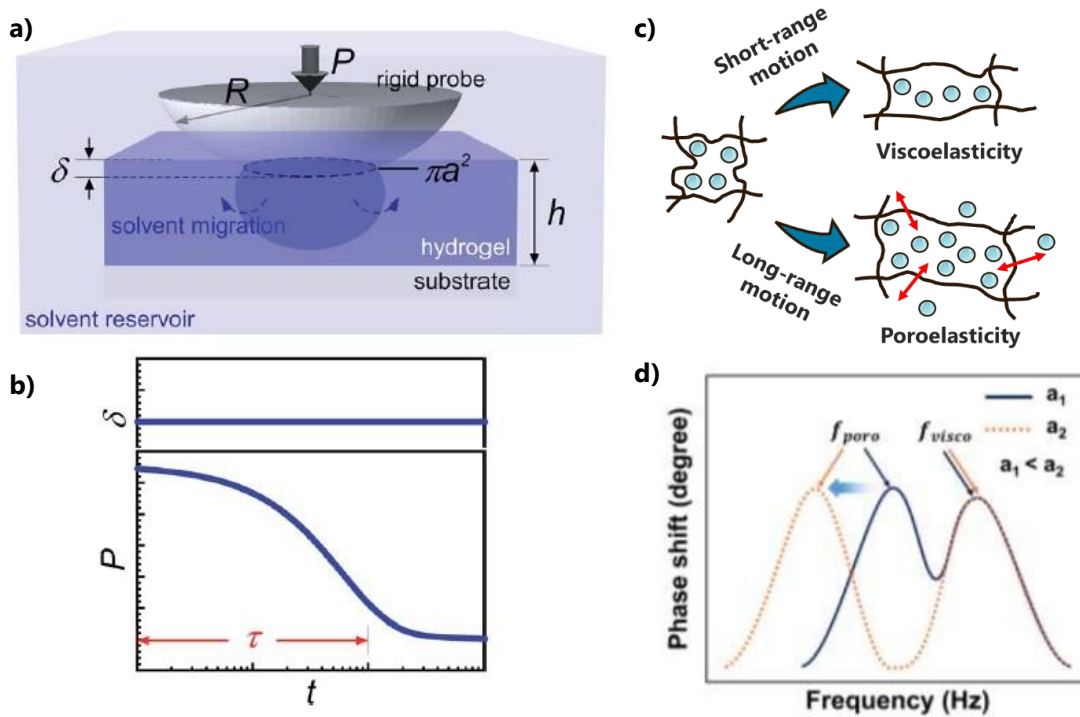 a)
P
rigid probe
R
δ
πa²
solvent migration
h
hydrogel
substrate
solvent reservoir
b)
δ
P
τ
t
c)
Short-range
motion
Viscoelasticity
Long-range
motion
Poroelasticity
d)
a₁
a₂
a₁ < a₂
f_poro
f_visco
Phase shift (degree)
Frequency (Hz)